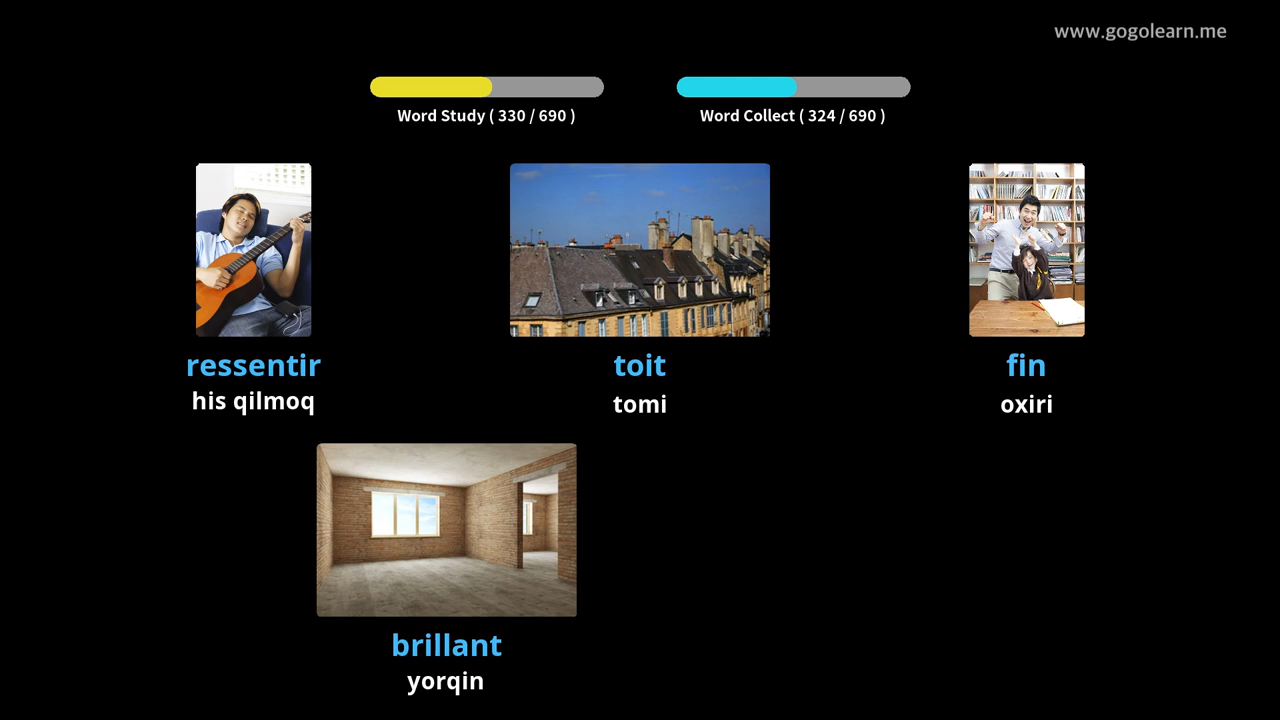 www.gogolearn.me
Word Study ( 330 / 690 )
Word Collect ( 324 / 690 )
ressentir
his qilmoq
toit
tomi
fin
oxiri
brillant
yorqin